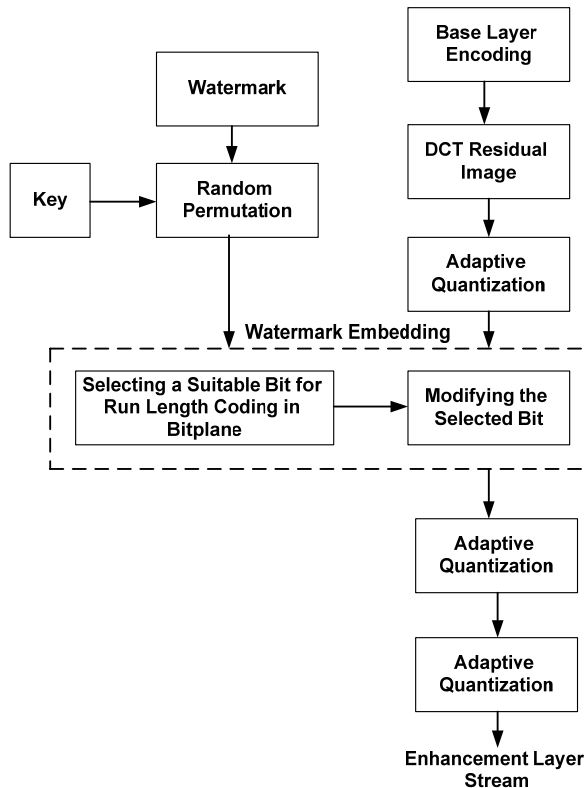 Base Layer
Encoding
Watermark
DCT Residual
Image
Key
Random
Permutation
Adaptive
Quantization
Watermark Embedding
Selecting a Suitable Bit for
Run Length Coding in
Bitplane
Modifying the
Selected Bit
Adaptive
Quantization
Adaptive
Quantization
Enhancement Layer
Stream